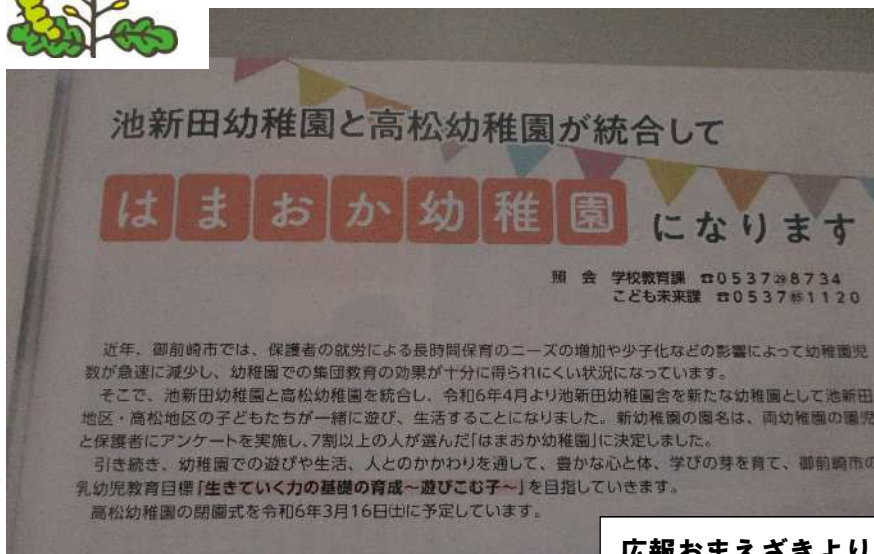 池新田幼稚園と高松幼稚園が統合して
はまおか幼稚園になります
照 会 学校教育課 ☎0537㉙8734
こども未来課 ☎0537 1120
近年、御前崎市では、保護者の就労による長時間保育のニーズの増加や少子化などの影響によって幼稚園児
数が急速に減少し、幼稚園での集団教育の効果が十分に得られにくい状況になっています。
そこで、池新田幼稚園と高松幼稚園を統合し、令和6年4月より池新田幼稚園舎を新たな幼稚園として池新田
地区・高松地区の子どもたちが一緒に遊び、生活することになりました。新幼稚園の園名は、両幼稚園の園児
と保護者にアンケートを実施し、7割以上の人が選んだ「はまおか幼稚園」に決定しました。
引き続き、幼稚園での遊びや生活、人とのかかわりを通して、豊かな心と体、学びの芽を育て、御前崎市の
乳幼児教育目標「生きていく力の基礎の育成～遊びこむ子～」を目指していきます。
高松幼稚園の閉園式を令和6年3月16日㈯に予定しています。
広報おまえざきより